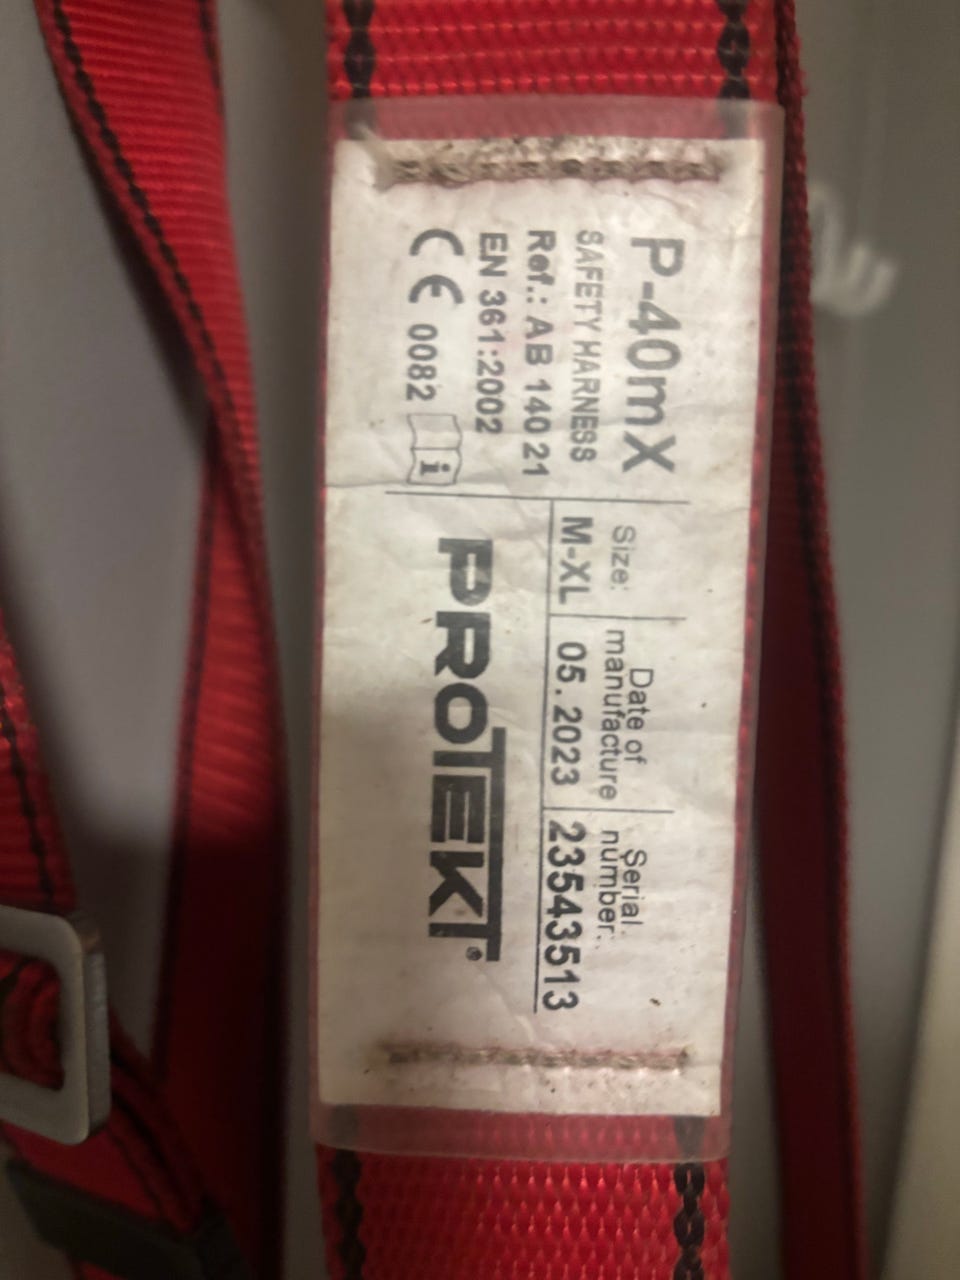 P-40mX
SAFETY HARNESS
Ref.: AB 140 21
EN 361:2002
CE 0082 i
Size:
M-XL
Date of
manufacture
05.2023
Serial
number:
23543513
PROTEKT®